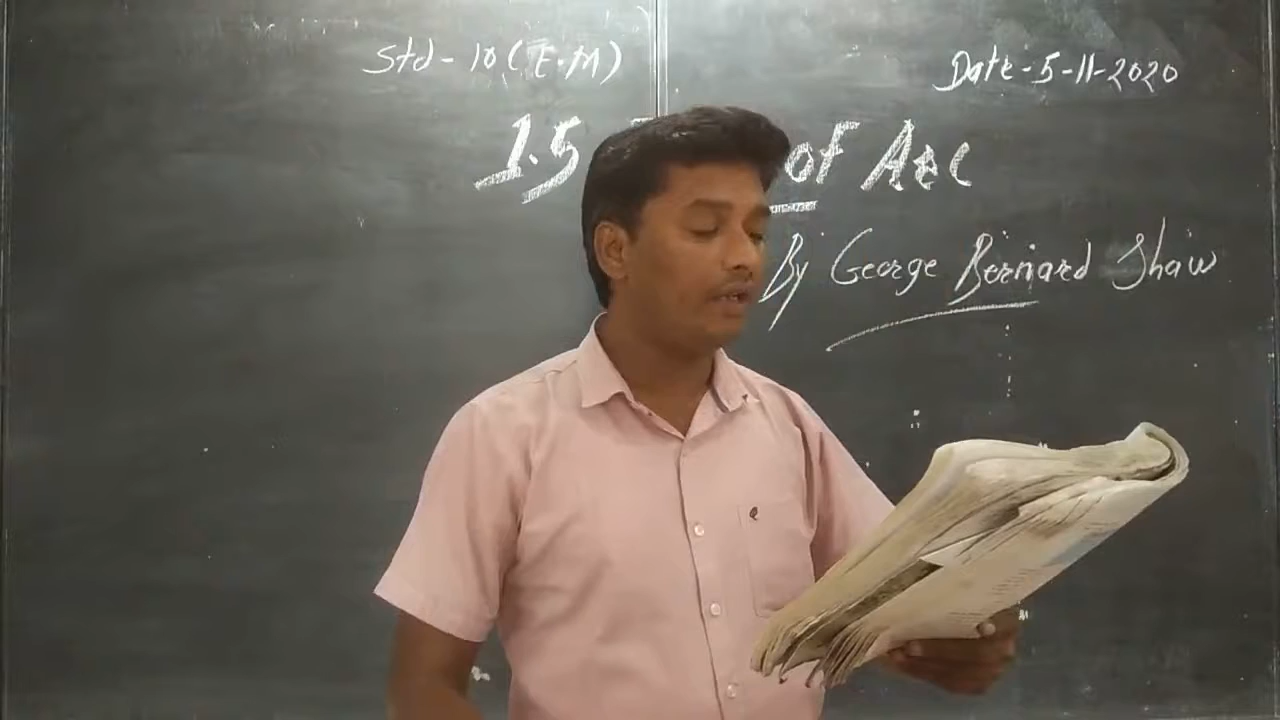 Std - 10 (E.M)
Date - 5-11-2020
1.5 of Arc
By George Bernard Shaw